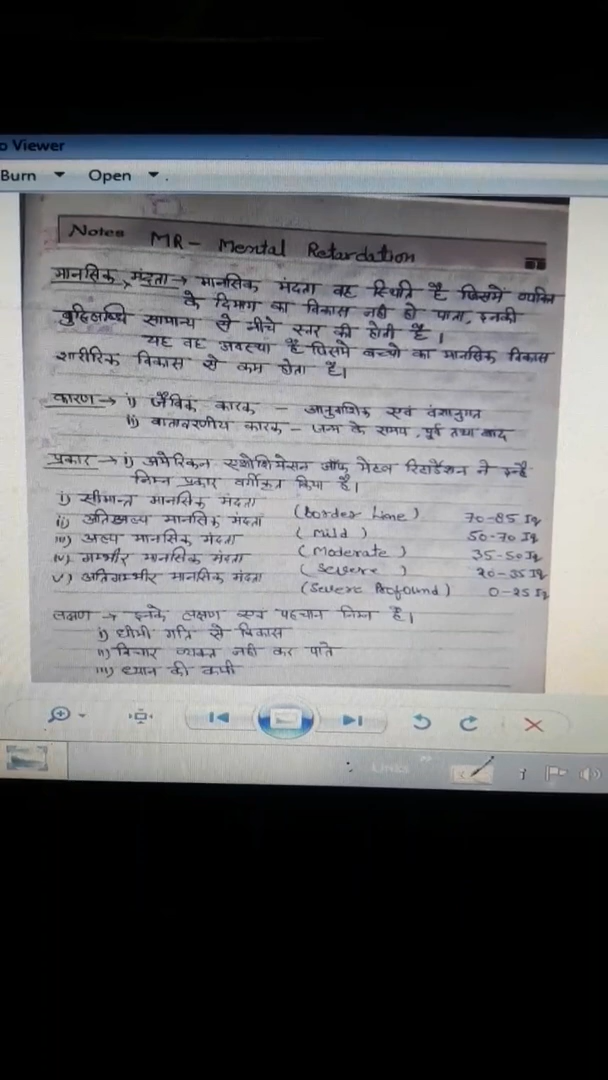 o Viewer
Burn Open
Notes MR - Mental Retardation
मानसिक मंदता → मानसिक मंदता वह स्थिति है जिसमें व्यक्ति
के दिमाग का विकास नही हो पाता, इनकी
बुद्धिलब्धि सामान्य से नीचे स्तर की होती है।
यह वह अवस्था है जिसमे बच्चो का मानसिक विकास
शारीरिक विकास से कम होता है।
कारण → i) जैविक कारक - आनुवांशिक एवं वंशानुगत
ii) वातावरणीय कारक - जन्म के समय, पूर्व तथा बाद
प्रकार → i) अमेरिकन एशोशिमेसन ऑफ मेण्टल रिटार्डेशन ने इन्हे
निम्न प्रकार वर्गीकृत किया है।
i) सीमान्त मानसिक मंदता (Border Line) 70-85 Iq
ii) अतिअल्प मानसिक मंदता (Mild) 50-70 Iq
iii) अल्प मानसिक मंदता (Moderate) 35-50 Iq
iv) गम्भीर मानसिक मंदता (Severe) 20-35 Iq
v) अतिगम्भीर मानसिक मंदता (Severe Profound) 0-25 Iq
लक्षण → इनके लक्षण एवं पहचान निम्न है।
i) धीमी गति से विकास
ii) विचार व्यक्त नही कर पाते
iii) ध्यान की कमी
Links